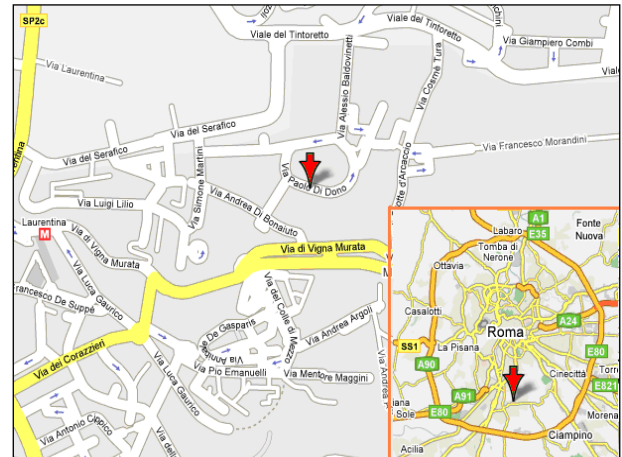 SP2c
Viale del Tintoretto
Viale del Tintoretto
Via Giampiero Combi
Viale
Via Laurentina
Via Alessio Baldovinetti
Via Cosmè Tura
Via del Serafico
Via del Serafico
Via Simone Martini
Via Francesco Morandini
Via Paolo Di Dono
otte d'Arcaccio
Via Luigi Lilio
Via Andrea Di Bonaiuto
Laurentina
M
Via di Vigna Murata
Via di Vigna Murata
Via Luca Gaurico
Francesco De Suppè
Via del Colle di Mezzo
Via Andrea Argoli
De Gasparis
Via Pio Emanuelli
Via Mentore Maggini
Via dei Corazzieri
Via Luca Gaurico
Via Antonio Cippico
A1
E35
Fonte
Nuova
Labaro
Tomba di
Nerone
Ottavia
Casalotti
Roma
A24
SS1
La Pisana
E80
A90
Cinecittà
E821
A91
E80
Sole
Morena
Ciampino
Acilia